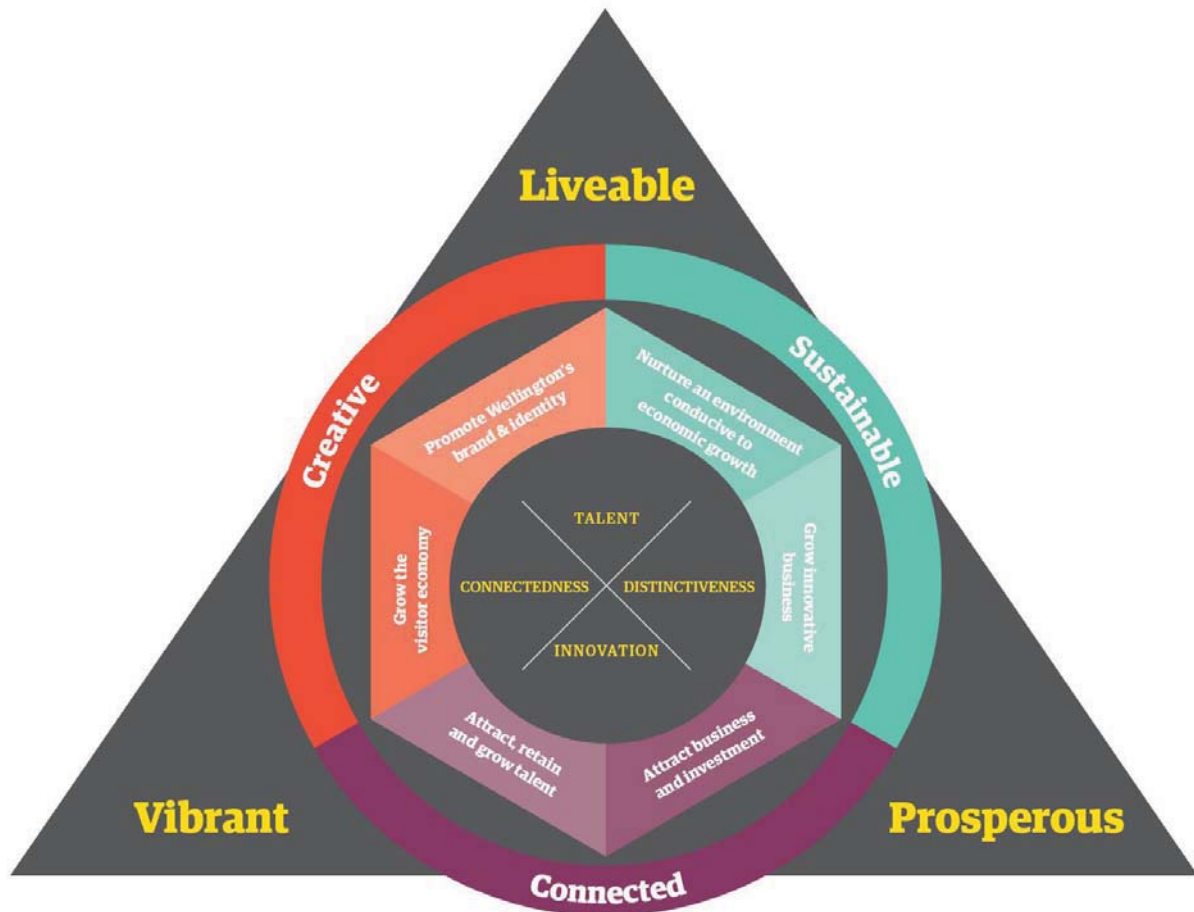 Liveable
Creative
Sustainable
Promote Wellington's
brand & identity
Nurture an environment
conducive to
economic growth
Grow the
visitor economy
Grow innovative
business
TALENT
CONNECTEDNESS
DISTINCTIVENESS
INNOVATION
Attract, retain
and grow talent
Attract business
and investment
Vibrant
Prosperous
Connected